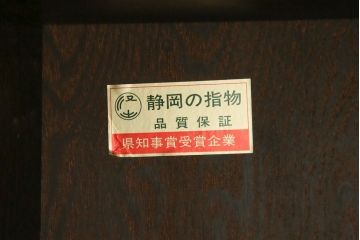 静岡の指物
品質保証
県知事賞受賞企業